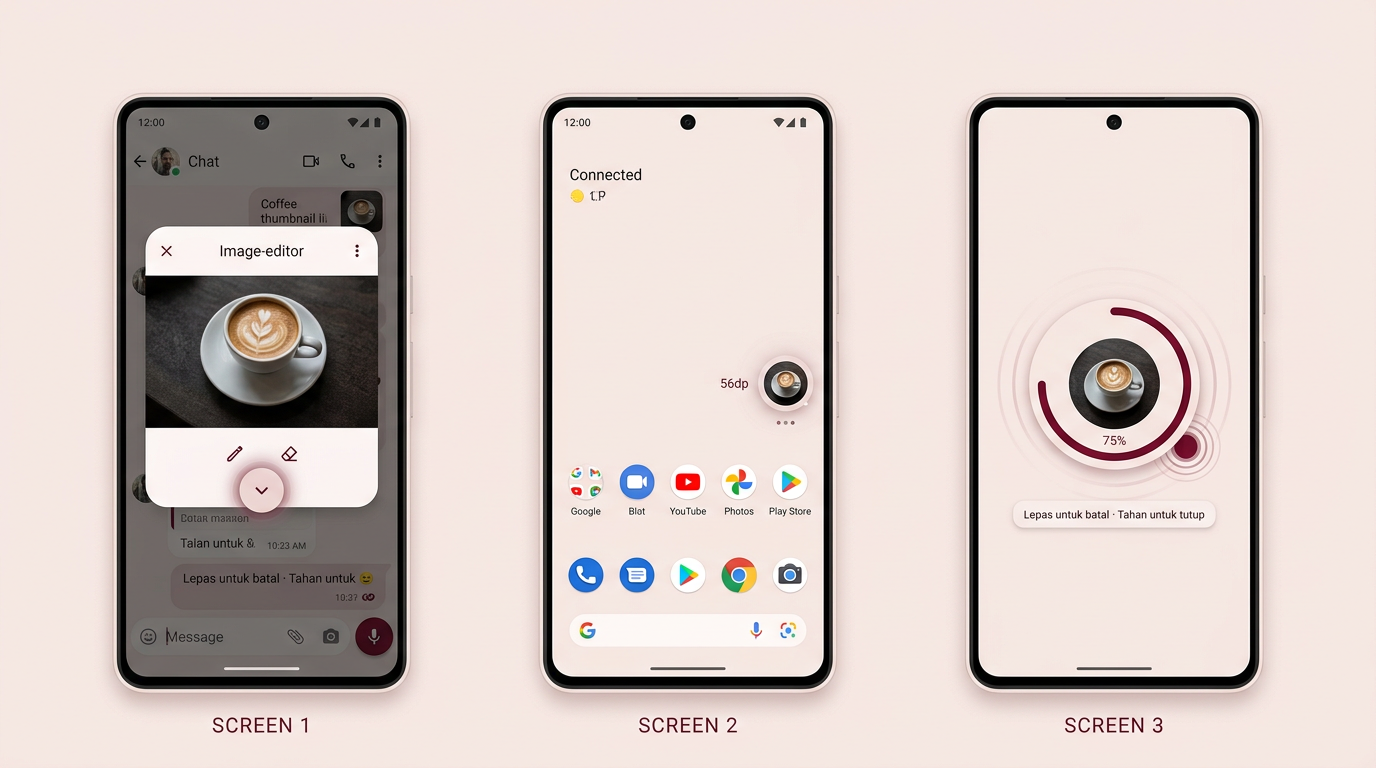 12:00
Chat
Coffee
thumbnail
Image-editor
Talan untuk &
10:23 AM
Lepas untuk batal · Tahan untuk 😄
10:27
Message
SCREEN 1
12:00
Connected
56dp
Google
Blot
YouTube
Photos
Play Store
SCREEN 2
75%
Lepas untuk batal · Tahan untuk tutup
SCREEN 3